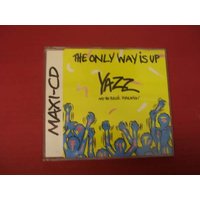 MAXI-CD
THE ONLY WAY IS UP
YAZZ